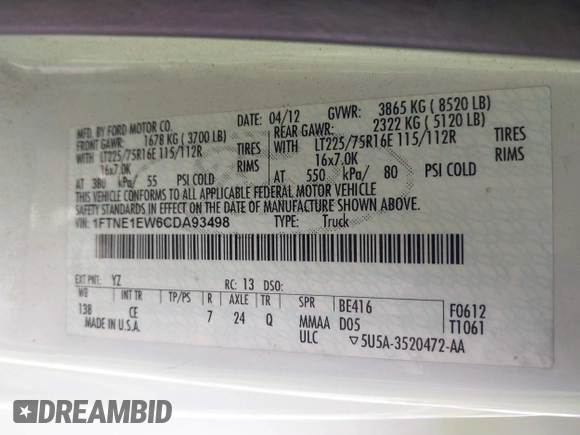 MFD. BY FORD MOTOR CO.
DATE: 04/12 GVWR: 3865 KG ( 8520 LB)
FRONT GAWR: 1678 KG ( 3700 LB) REAR GAWR: 2322 KG ( 5120 LB)
WITH LT225/75R16E 115/112R TIRES WITH LT225/75R16E 115/112R TIRES
16x7.0K RIMS 16x7.0K RIMS
AT 380 kPa/ 55 PSI COLD AT 550 kPa/ 80 PSI COLD
THIS VEHICLE CONFORMS TO ALL APPLICABLE FEDERAL MOTOR VEHICLE
SAFETY STANDARDS IN EFFECT ON THE DATE OF MANUFACTURE SHOWN ABOVE.
VIN: 1FTNE1EW6CDA93498 TYPE: Truck
EXT PNT: YZ RC: 13 DSO:
WB INT TR TP/PS R AXLE TR SPR BE416 F0612
138 CE 7 24 Q MMAA D05 T1061
MADE IN U.S.A. ULC ▽5U5A-3520472-AA
DREAMBID